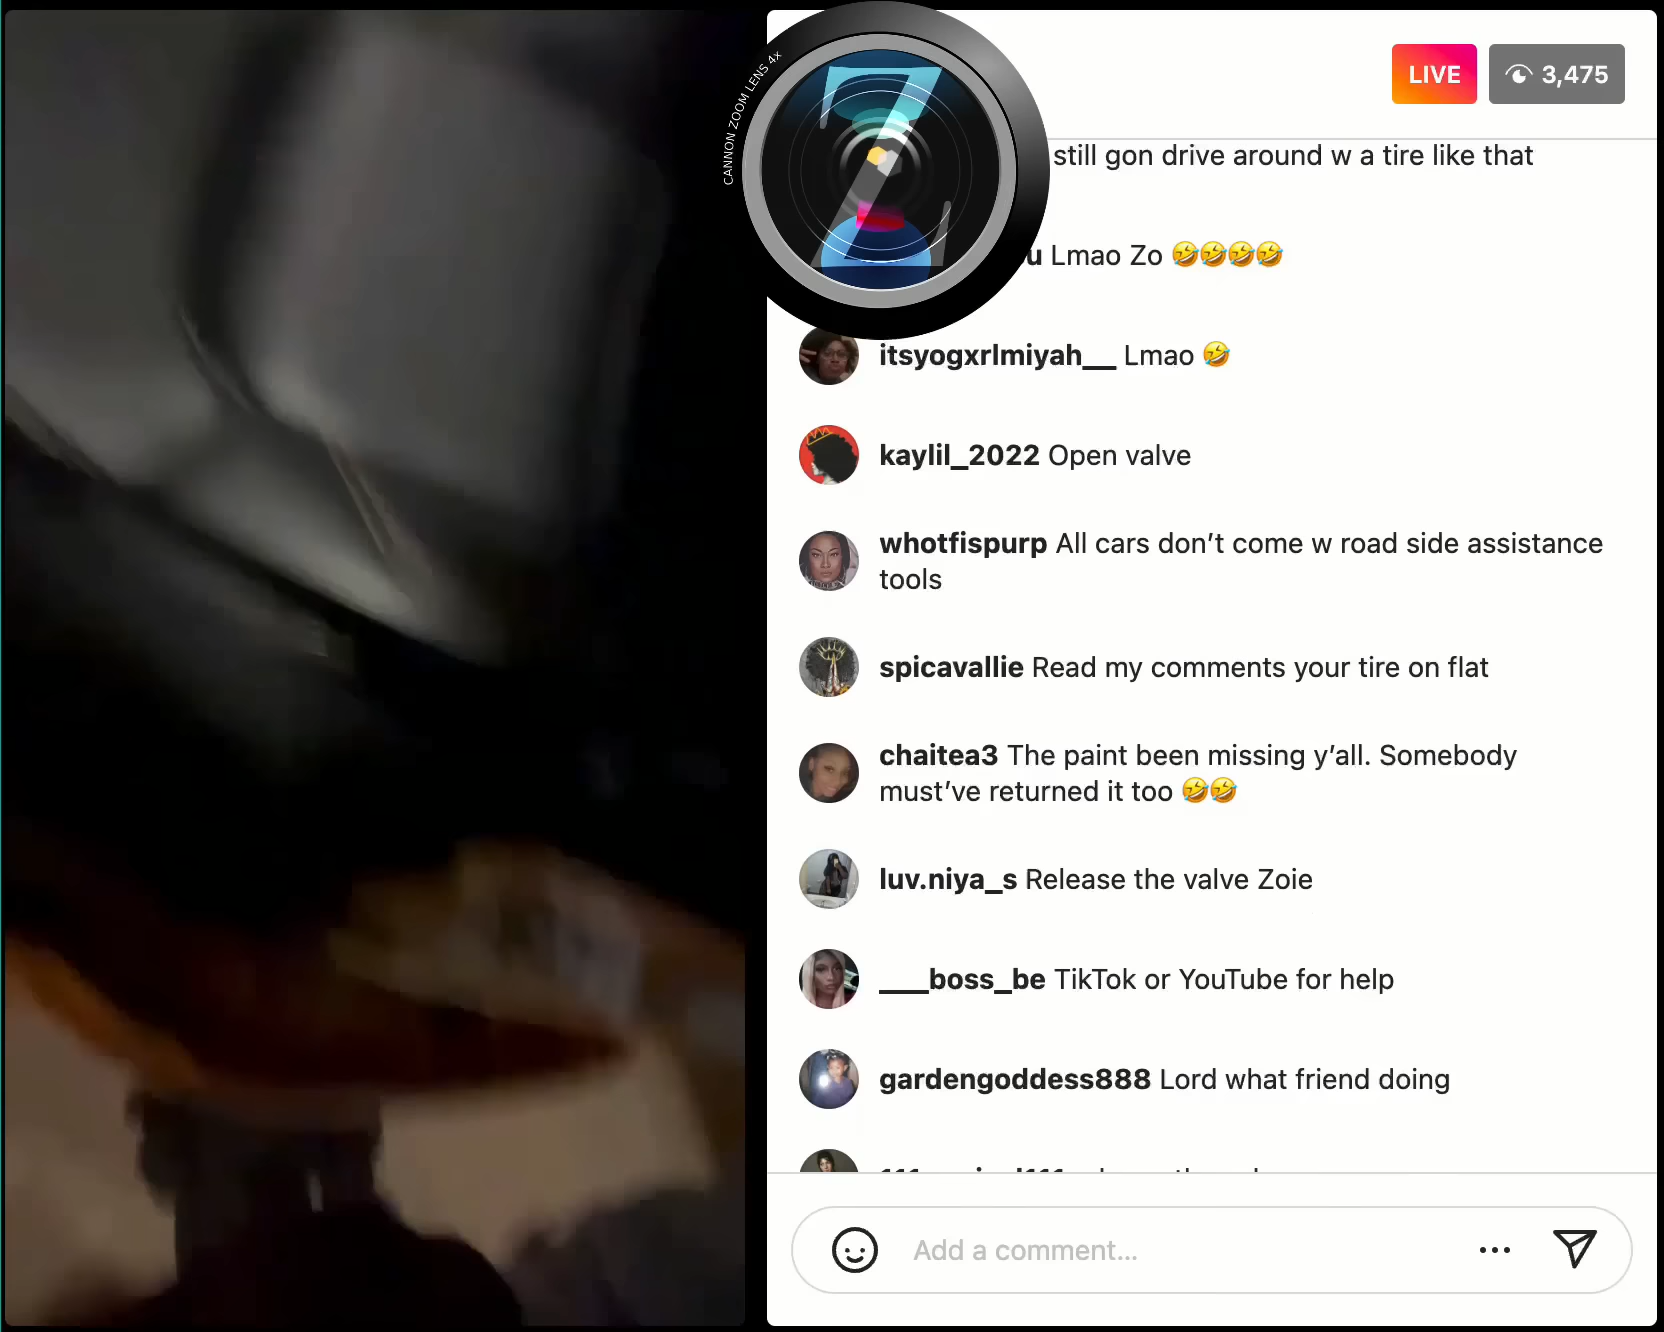 CANNON ZOOM LENS 4x
Z
LIVE
3,475
still gon drive around w a tire like that
u Lmao Zo 🤣🤣🤣🤣
itsyogxrlmiyah__ Lmao 🤣
kaylil_2022 Open valve
whotfispurp All cars don’t come w road side assistance
tools
spicavallie Read my comments your tire on flat
chaitea3 The paint been missing y’all. Somebody
must’ve returned it too 🤣🤣
luv.niya_s Release the valve Zoie
___boss_be TikTok or YouTube for help
gardengoddess888 Lord what friend doing
Add a comment...